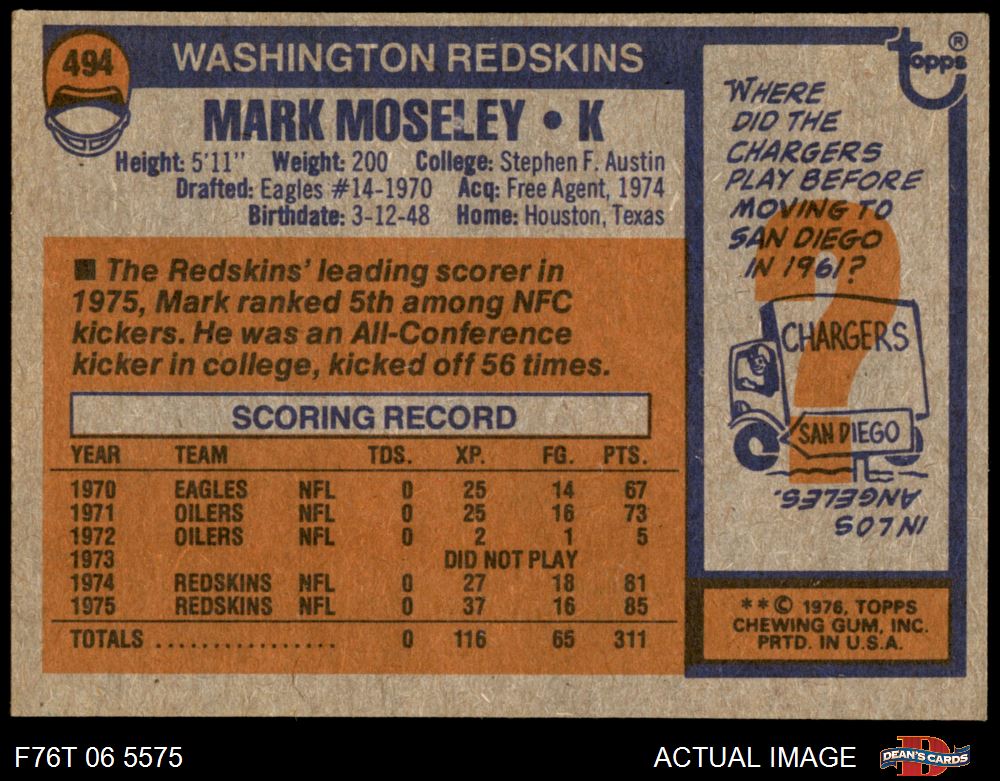 494
WASHINGTON REDSKINS
MARK MOSELEY • K
Height: 5'11" Weight: 200 College: Stephen F. Austin
Drafted: Eagles #14-1970 Acq: Free Agent, 1974
Birthdate: 3-12-48 Home: Houston, Texas
■ The Redskins' leading scorer in
1975, Mark ranked 5th among NFC
kickers. He was an All-Conference
kicker in college, kicked off 56 times.
SCORING RECORD
YEAR TEAM TDS. XP. FG. PTS.
1970 EAGLES NFL 0 25 14 67
1971 OILERS NFL 0 25 16 73
1972 OILERS NFL 0 2 1 5
1973 DID NOT PLAY
1974 REDSKINS NFL 0 27 18 81
1975 REDSKINS NFL 0 37 16 85
TOTALS ................ 0 116 65 311
topps ®
WHERE
DID THE
CHARGERS
PLAY BEFORE
MOVING TO
SAN DIEGO
IN 1961?
CHARGERS
SAN DIEGO
IN LOS
ANGELES.
** © 1976, TOPPS
CHEWING GUM, INC.
PRTD. IN U.S.A.
F76T 06 5575
ACTUAL IMAGE
D
DEAN'S CARDS